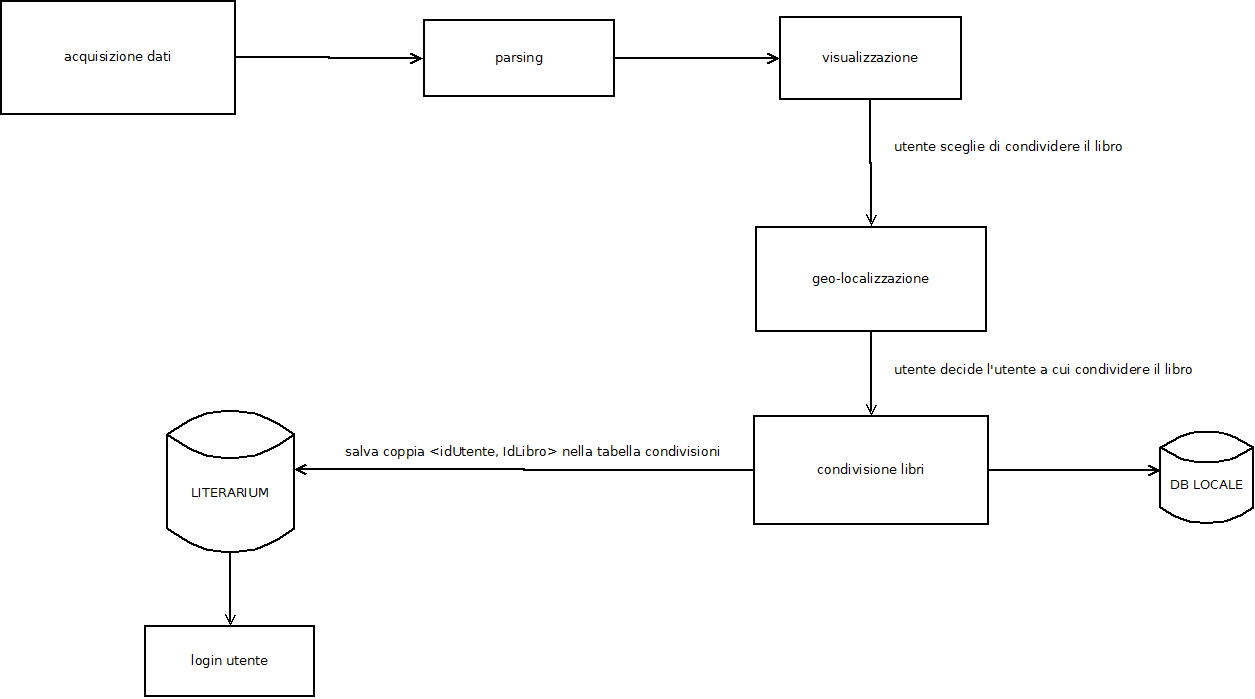 acquisizione dati
parsing
visualizzazione
utente sceglie di condividere il libro
geo-localizzazione
utente decide l'utente a cui condividere il libro
salva coppia <idUtente, IdLibro> nella tabella condivisioni
condivisione libri
LITERARIUM
DB LOCALE
login utente